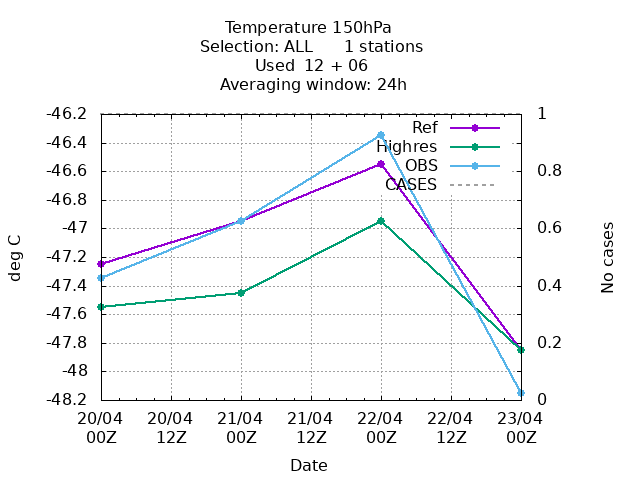 Temperature 150hPa
Selection: ALL 1 stations
Used 12 + 06
Averaging window: 24h
-46.2
-46.4
-46.6
-46.8
-47
-47.2
-47.4
-47.6
-47.8
-48
-48.2
1
0.8
0.6
0.4
0.2
0
Ref
Highres
OBS
CASES
deg C
No cases
20/04 20/04 21/04 21/04 22/04 22/04 23/04
00Z 12Z 00Z 12Z 00Z 12Z 00Z
Date